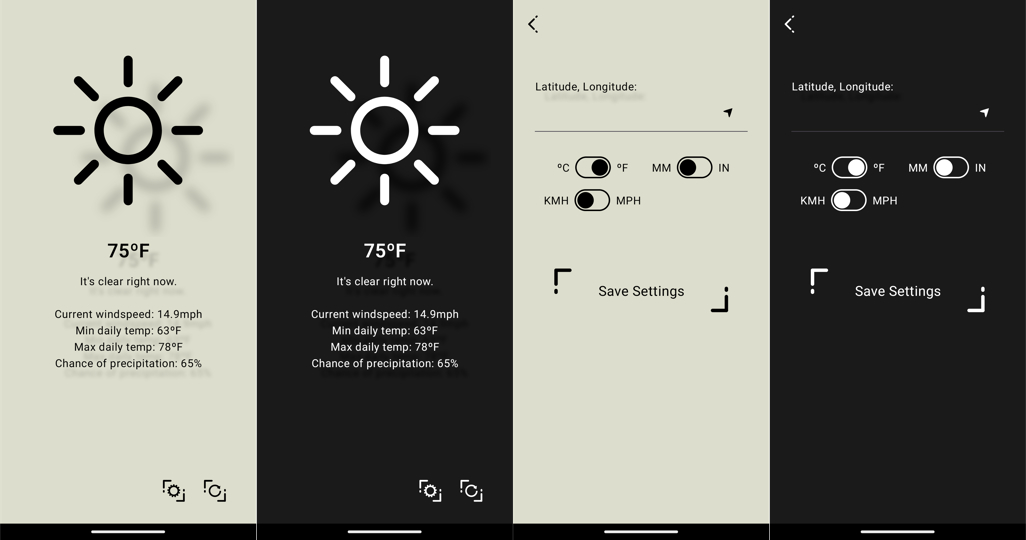 75ºF
It's clear right now.
Current windspeed: 14.9mph
Min daily temp: 63ºF
Max daily temp: 78ºF
Chance of precipitation: 65%
75ºF
It's clear right now.
Current windspeed: 14.9mph
Min daily temp: 63ºF
Max daily temp: 78ºF
Chance of precipitation: 65%
Latitude, Longitude:
ºC ºF MM IN
KMH MPH
Save Settings
Latitude, Longitude:
ºC ºF MM IN
KMH MPH
Save Settings